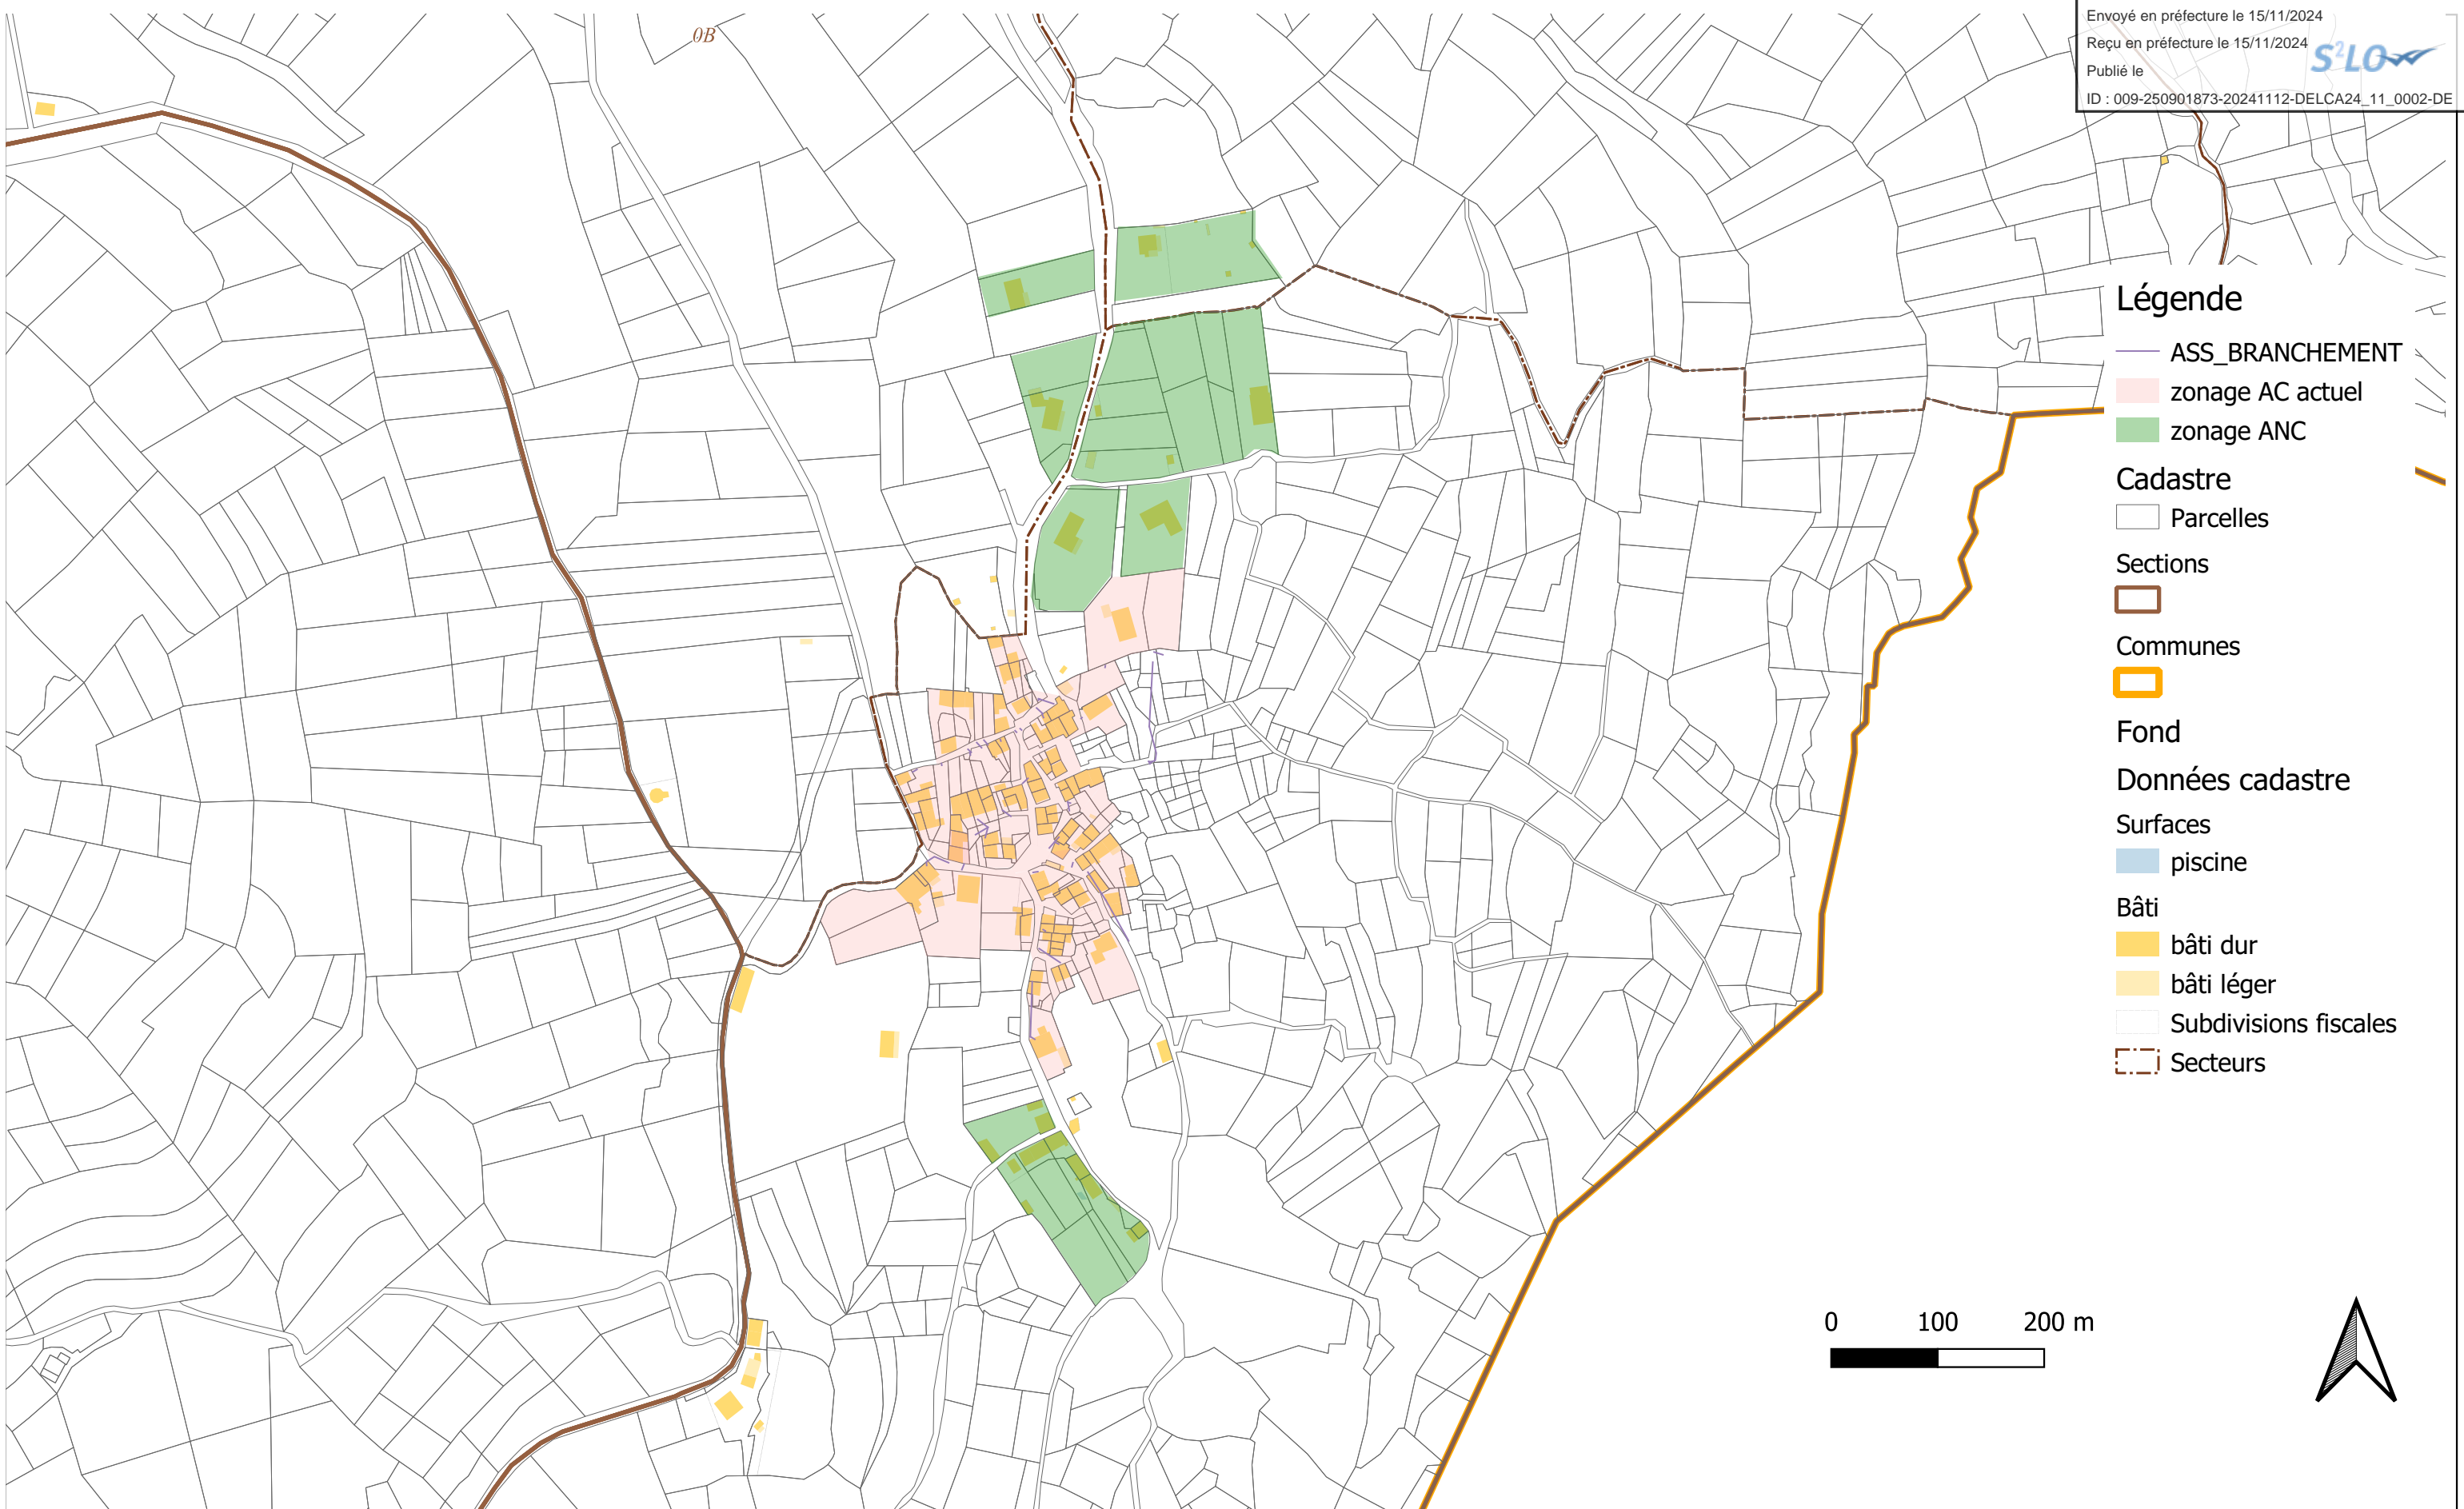 0B
Envoyé en préfecture le 15/11/2024
Reçu en préfecture le 15/11/2024
Publié le
S²LO
ID : 009-250901873-20241112-DELCA24_11_0002-DE
Légende
ASS_BRANCHEMENT
zonage AC actuel
zonage ANC
Cadastre
Parcelles
Sections
Communes
Fond
Données cadastre
Surfaces
piscine
Bâti
bâti dur
bâti léger
Subdivisions fiscales
Secteurs
0 100 200 m